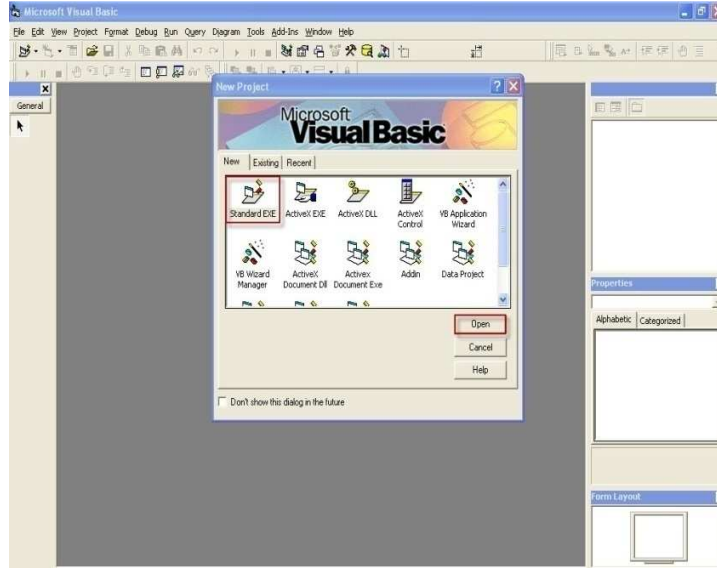 Microsoft Visual Basic
File Edit View Project Format Debug Run Query Diagram Tools Add-Ins Window Help
General
New Project
Microsoft
Visual Basic
New Existing Recent
Standard EXE ActiveX EXE ActiveX DLL ActiveX Control VB Application Wizard
VB Wizard Manager ActiveX Document Dll Activex Document Exe Addin Data Project
Open
Cancel
Help
Don't show this dialog in the future
Properties
Alphabetic Categorized
Form Layout